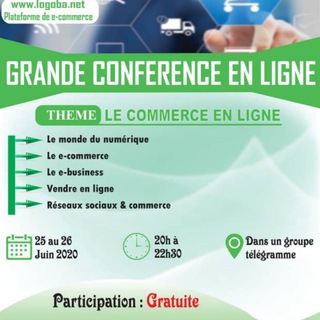 www.logoba.net
Plateforme de e-commerce
GRANDE CONFERENCE EN LIGNE
THEME LE COMMERCE EN LIGNE
Le monde du numérique
Le e-commerce
Le e-business
Vendre en ligne
Réseaux sociaux & commerce
25 au 26
Juin 2020
20h à
22h30
Dans un groupe
télégramme
Participation : Gratuite